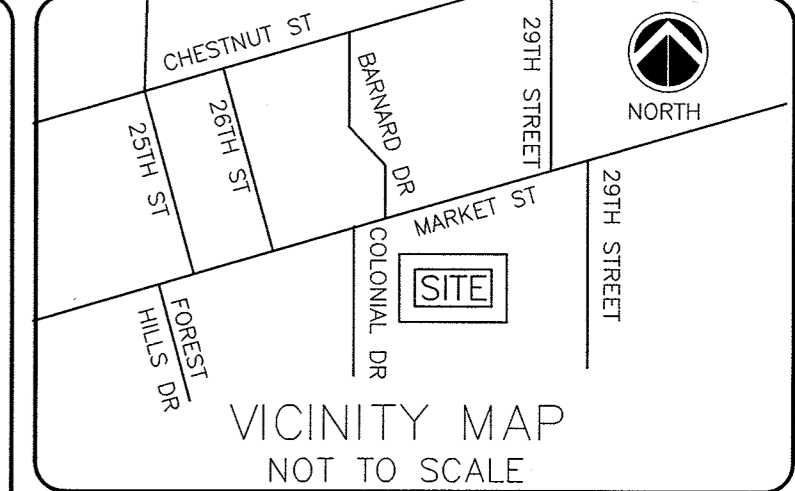 CHESTNUT ST
BARNARD DR
29TH STREET
NORTH
25TH ST
26TH ST
MARKET ST
29TH STREET
COLONIAL DR
SITE
FOREST
HILLS DR
VICINITY MAP
NOT TO SCALE